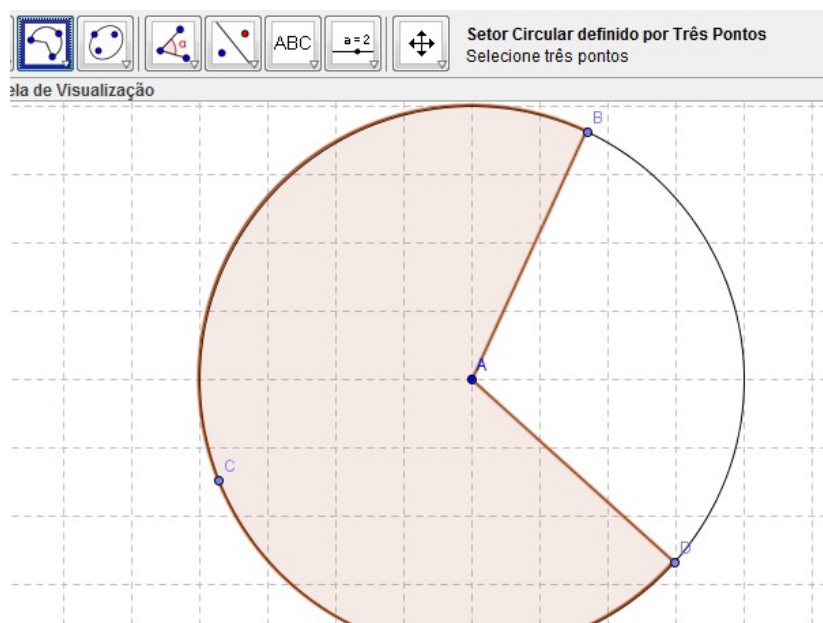 α
ABC
a=2
Setor Circular definido por Três Pontos
Selecione três pontos
ela de Visualização
B
A
C
D